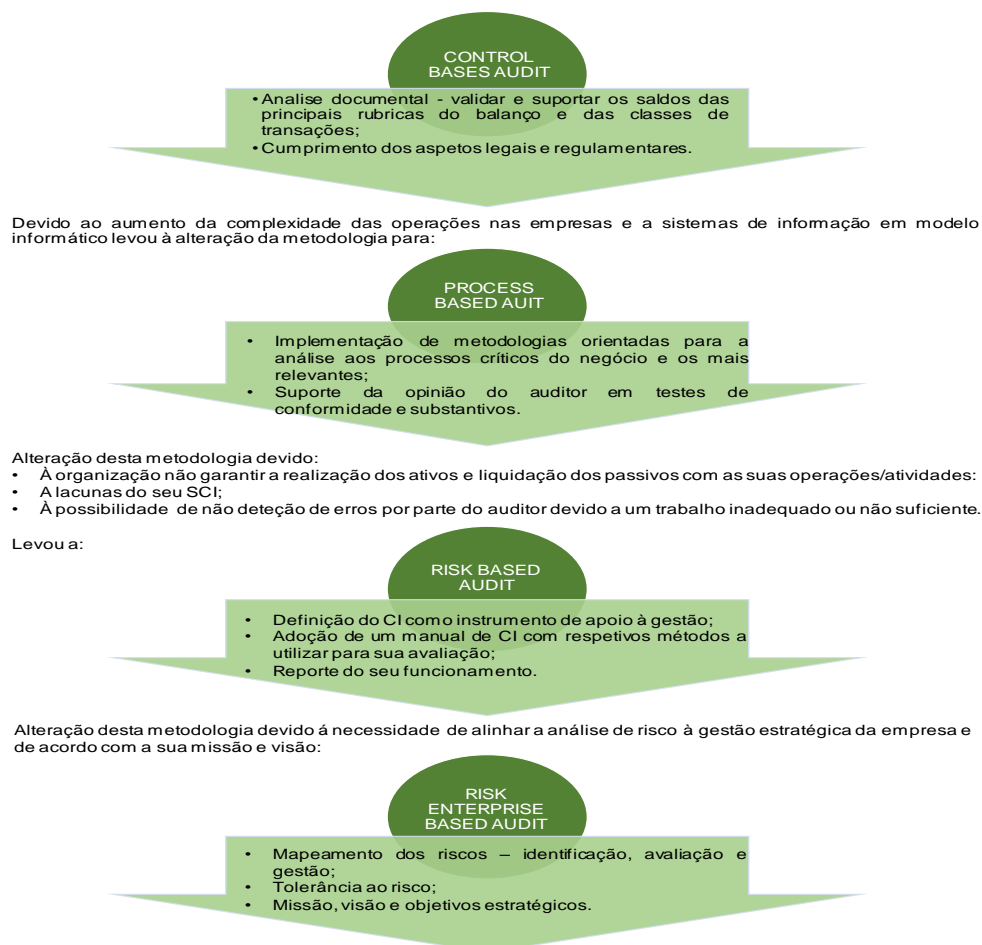 CONTROL
BASES AUDIT
•Analise documental - validar e suportar os saldos das
principais rubricas do balanço e das classes de
transações;
•Cumprimento dos aspetos legais e regulamentares.
Devido ao aumento da complexidade das operações nas empresas e a sistemas de informação em modelo
informático levou à alteração da metodologia para:
PROCESS
BASED AUIT
• Implementação de metodologias orientadas para a
análise aos processos críticos do negócio e os mais
relevantes;
• Suporte da opinião do auditor em testes de
conformidade e substantivos.
Alteração desta metodologia devido:
• À organização não garantir a realização dos ativos e liquidação dos passivos com as suas operações/atividades:
• A lacunas do seu SCI;
• À possibilidade de não deteção de erros por parte do auditor devido a um trabalho inadequado ou não suficiente.
Levou a:
RISK BASED
AUDIT
• Definição do CI como instrumento de apoio à gestão;
• Adoção de um manual de CI com respetivos métodos a
utilizar para sua avaliação;
• Reporte do seu funcionamento.
Alteração desta metodologia devido á necessidade de alinhar a análise de risco à gestão estratégica da empresa e
de acordo com a sua missão e visão:
RISK
ENTERPRISE
BASED AUDIT
• Mapeamento dos riscos – identificação, avaliação e
gestão;
• Tolerância ao risco;
• Missão, visão e objetivos estratégicos.